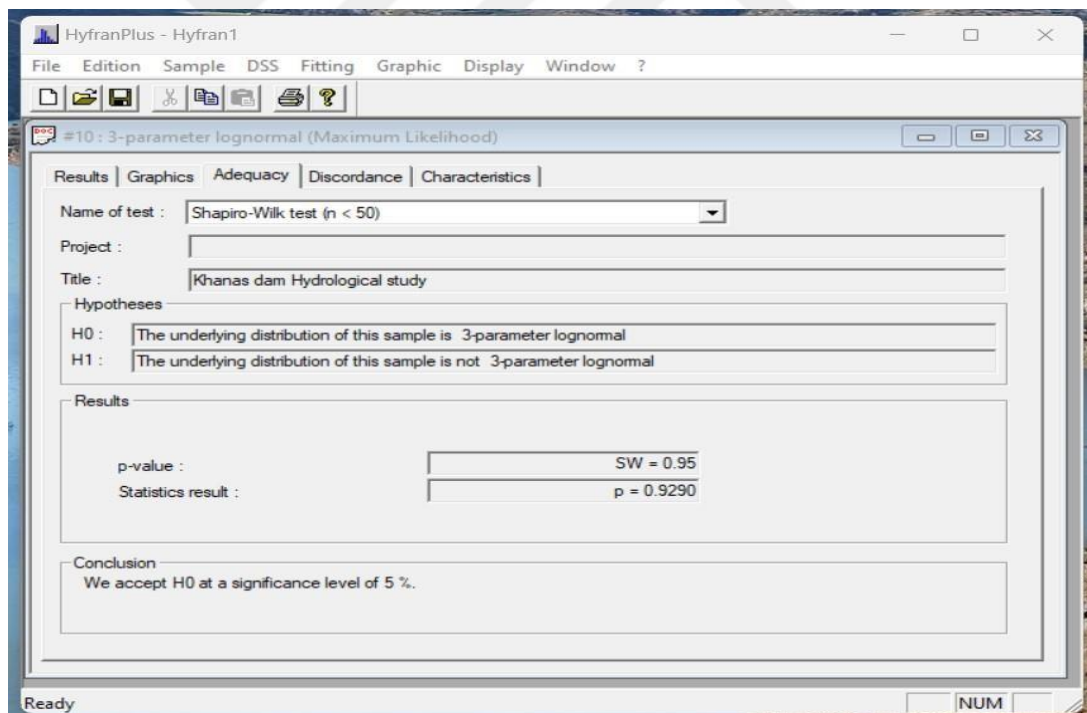 HyfranPlus - Hyfran1
File Edition Sample DSS Fitting Graphic Display Window ?
#10 : 3-parameter lognormal (Maximum Likelihood)
Results Graphics Adequacy Discordance Characteristics
Name of test : Shapiro-Wilk test (n < 50)
Project :
Title : Khanas dam Hydrological study
Hypotheses
H0 : The underlying distribution of this sample is 3-parameter lognormal
H1 : The underlying distribution of this sample is not 3-parameter lognormal
Results
p-value : SW = 0.95
Statistics result : p = 0.9290
Conclusion
We accept H0 at a significance level of 5 %.
Ready NUM